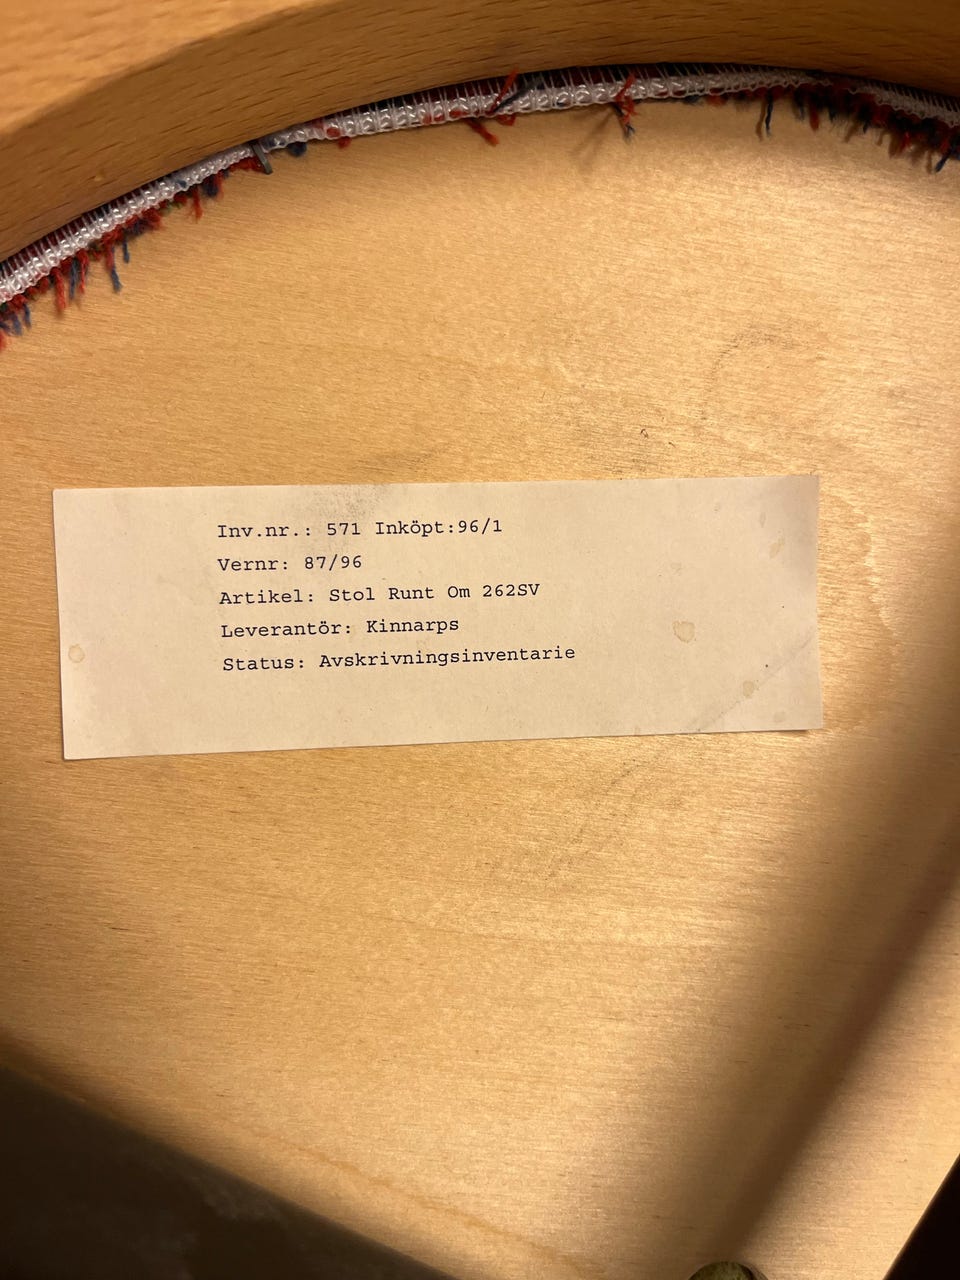 Inv.nr.: 571 Inköpt:96/1
Vernr: 87/96
Artikel: Stol Runt Om 262SV
Leverantör: Kinnarps
Status: Avskrivningsinventarie